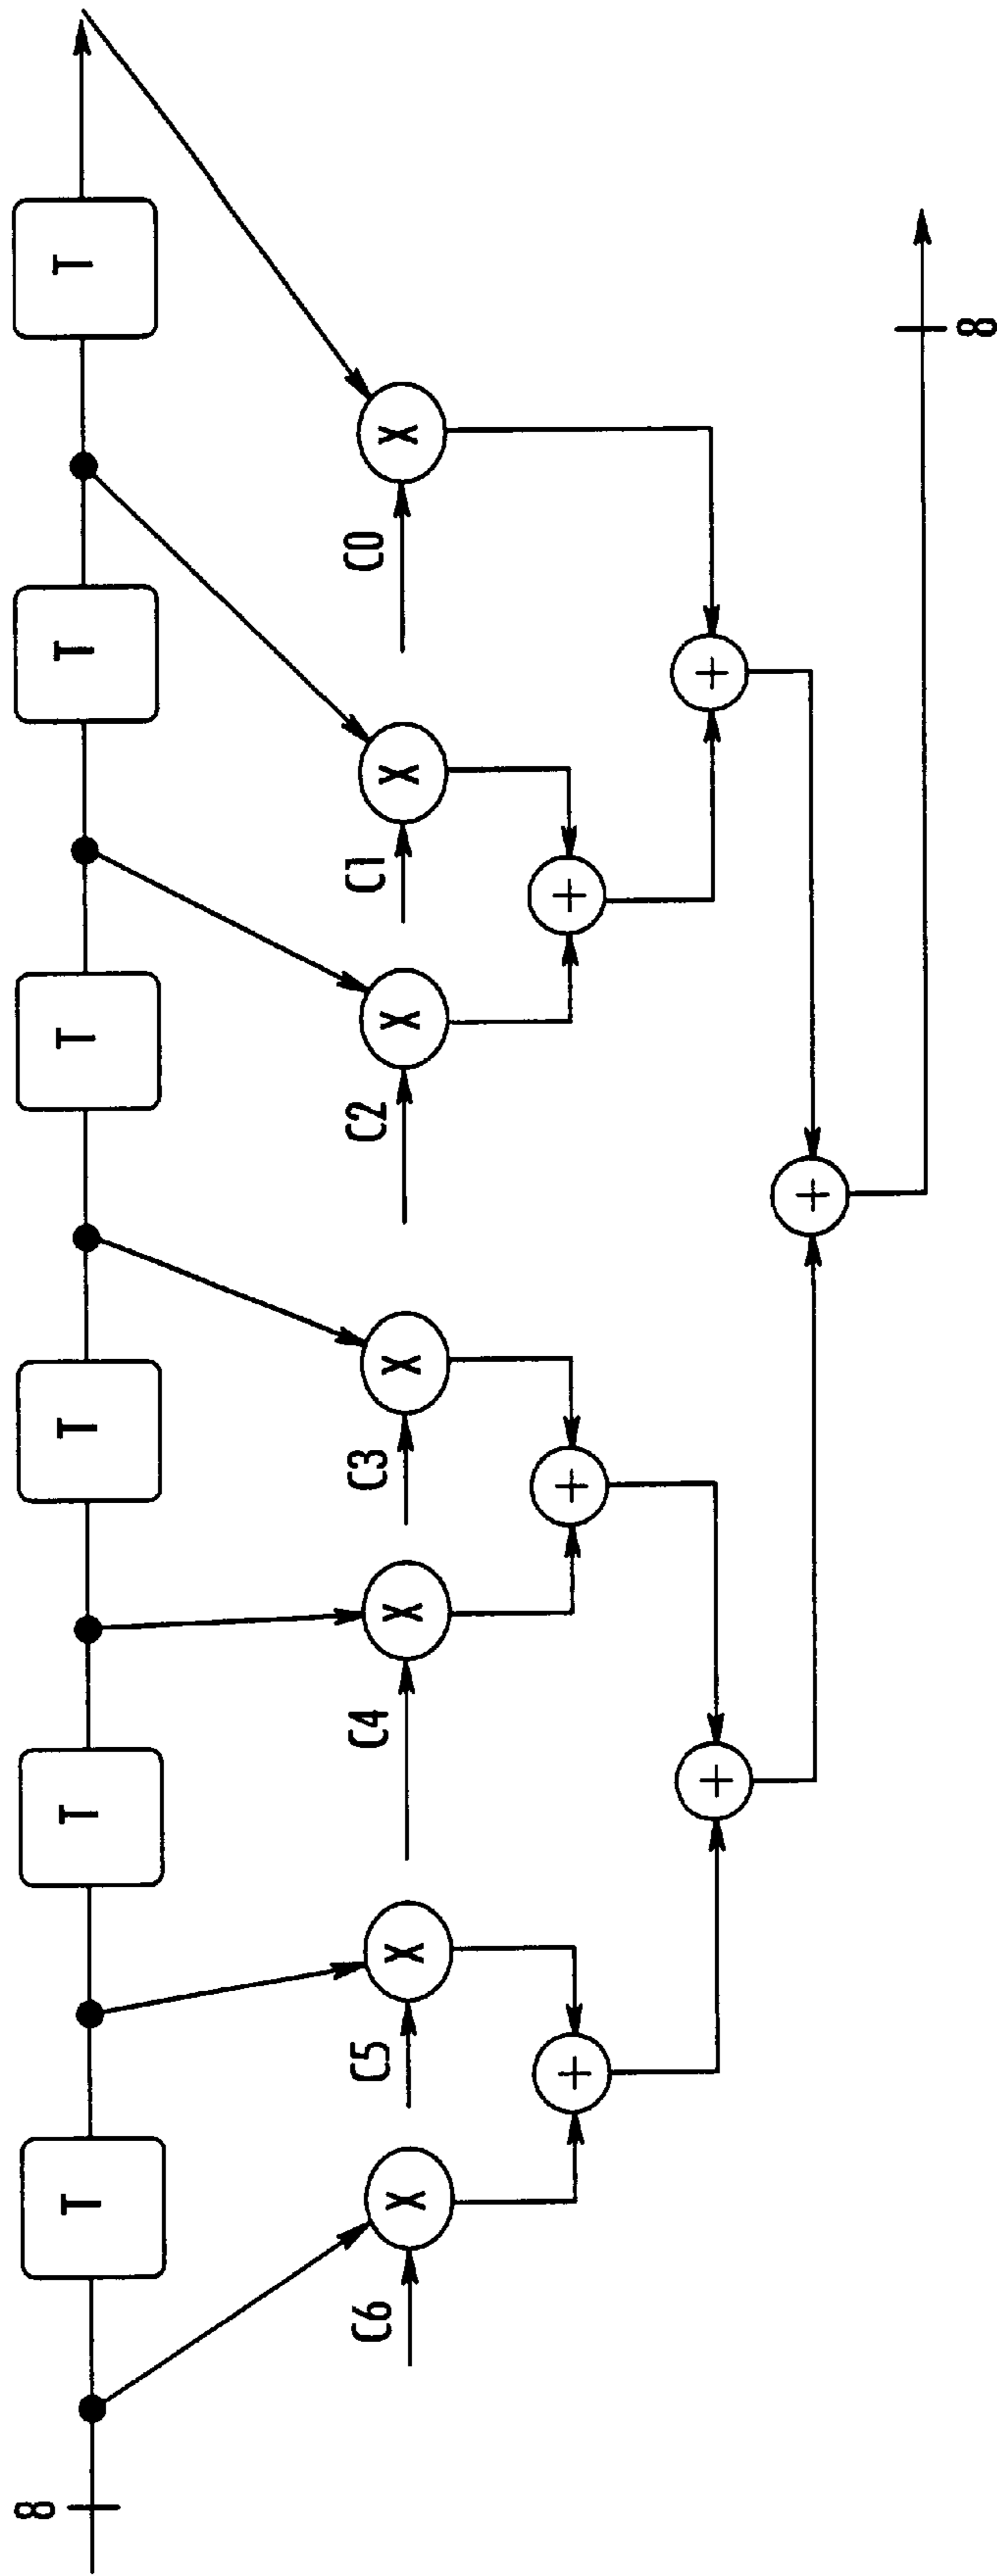 8
T T T T T T
X X X X X X X
C6 C5 C4 C3 C2 C1 C0
+ + +
+ +
+
8